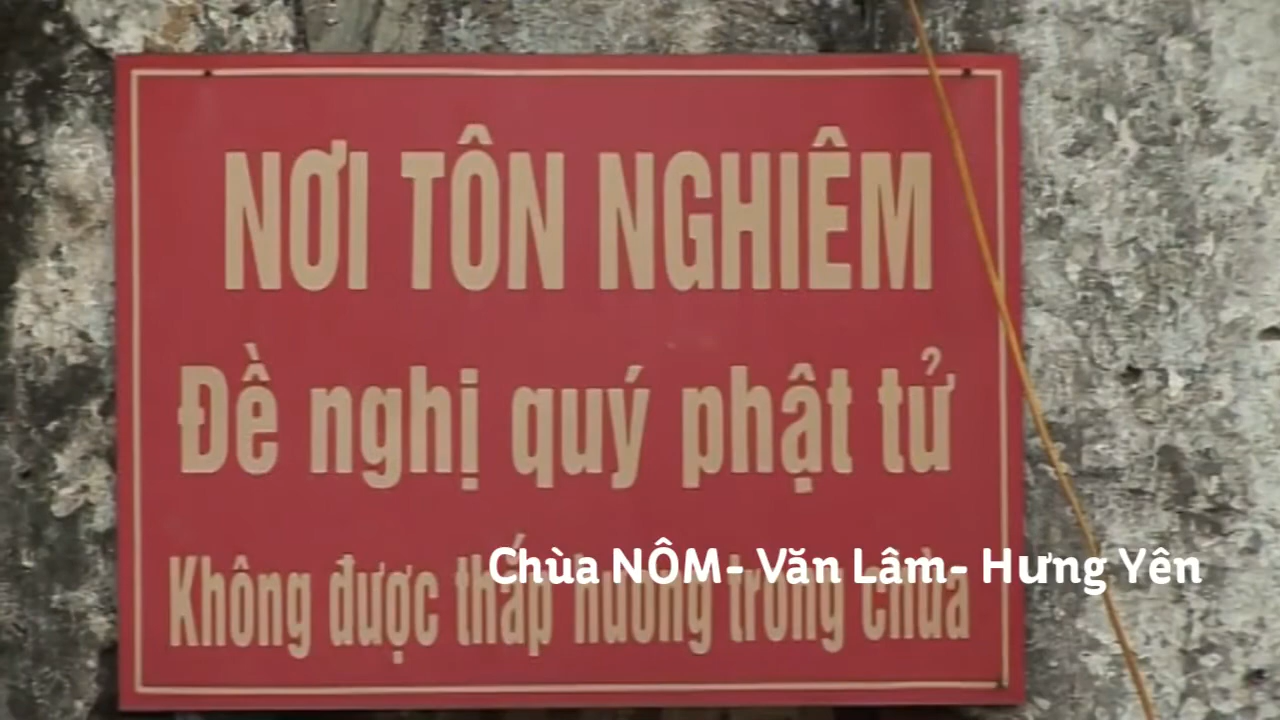 NƠI TÔN NGHIÊM
Đề nghị quý phật tử
Chùa NÔM- Văn Lâm- Hưng Yên
Không được thắp hương trong chùa